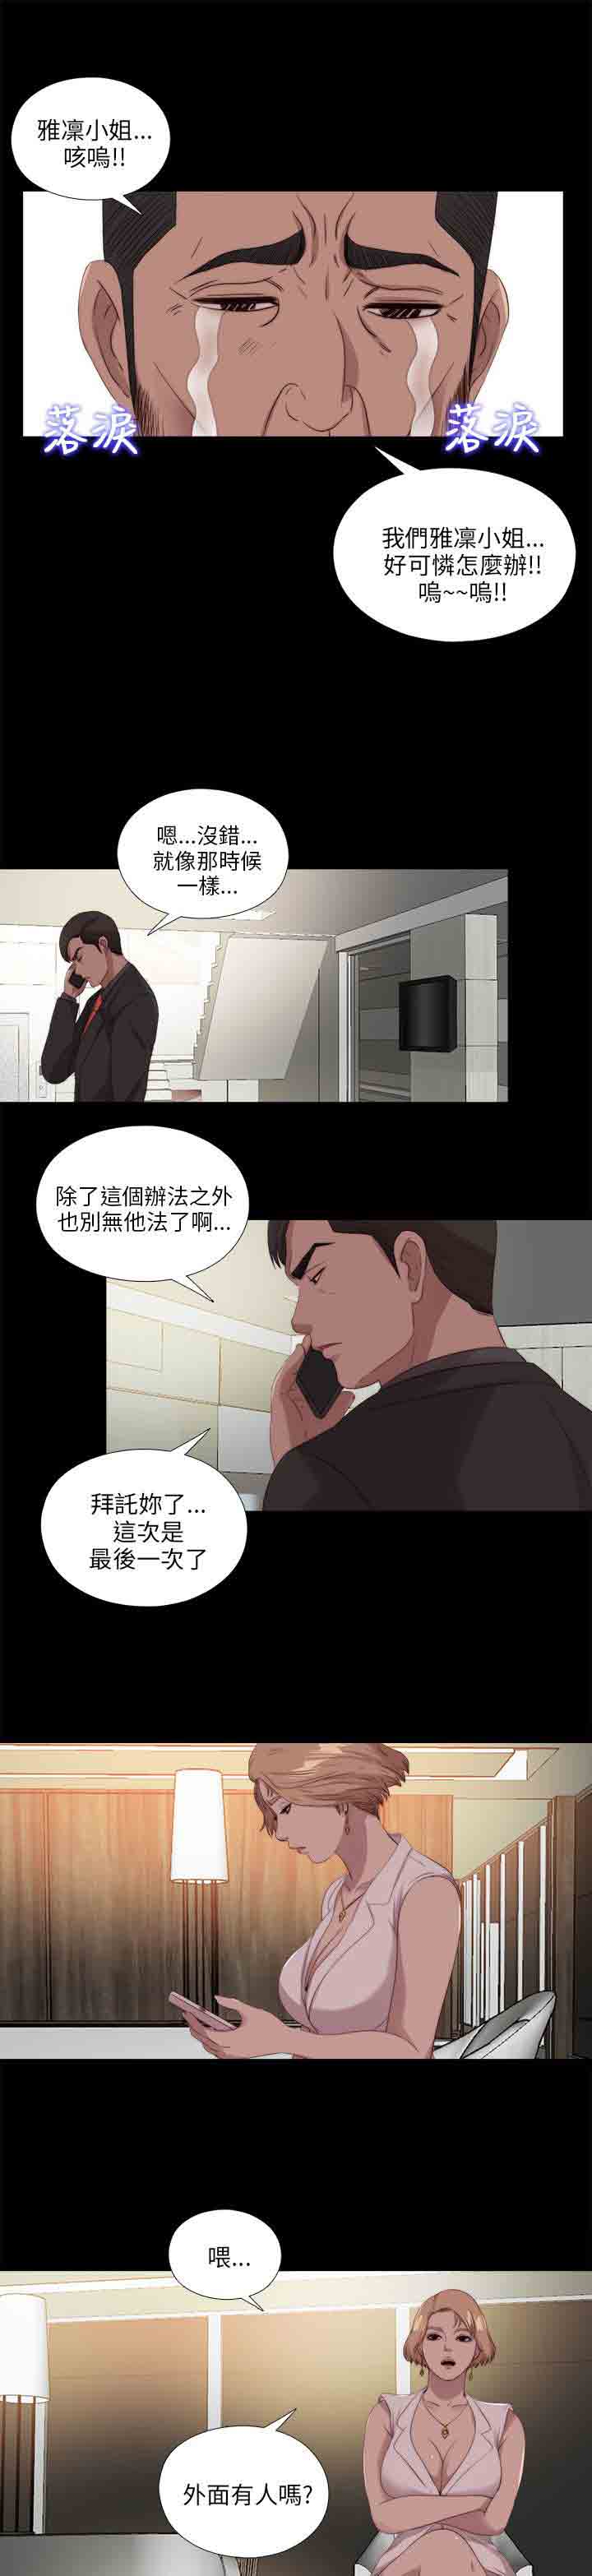 雅凜小姐...
咳嗚!!
落淚
落淚
我們雅凜小姐...
好可憐怎麼辦!!
嗚~~嗚!!
嗯...沒錯...
就像那時候
一樣...
除了這個辦法之外
也別無他法了啊...
拜託妳了...
這次是
最後一次了
喂...
外面有人嗎?